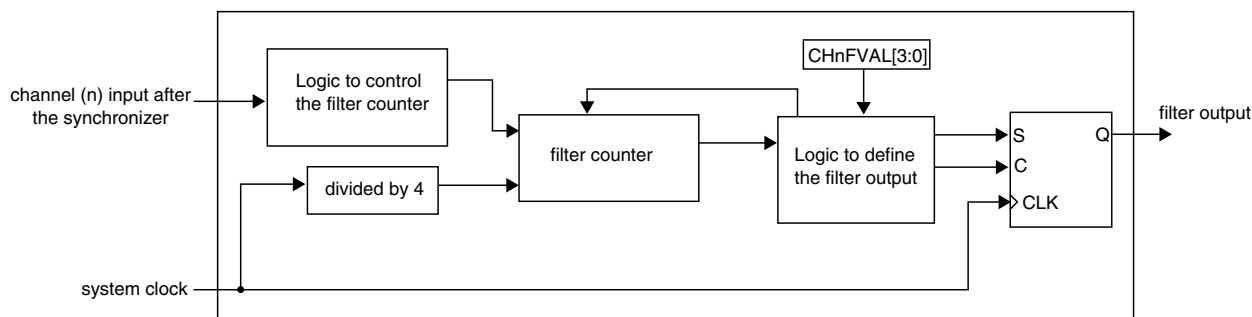 CHnFVAL[3:0]
Logic to control
the filter counter
channel (n) input after
the synchronizer
filter output
S
Q
filter counter
Logic to define
the filter output
C
divided by 4
CLK
system clock